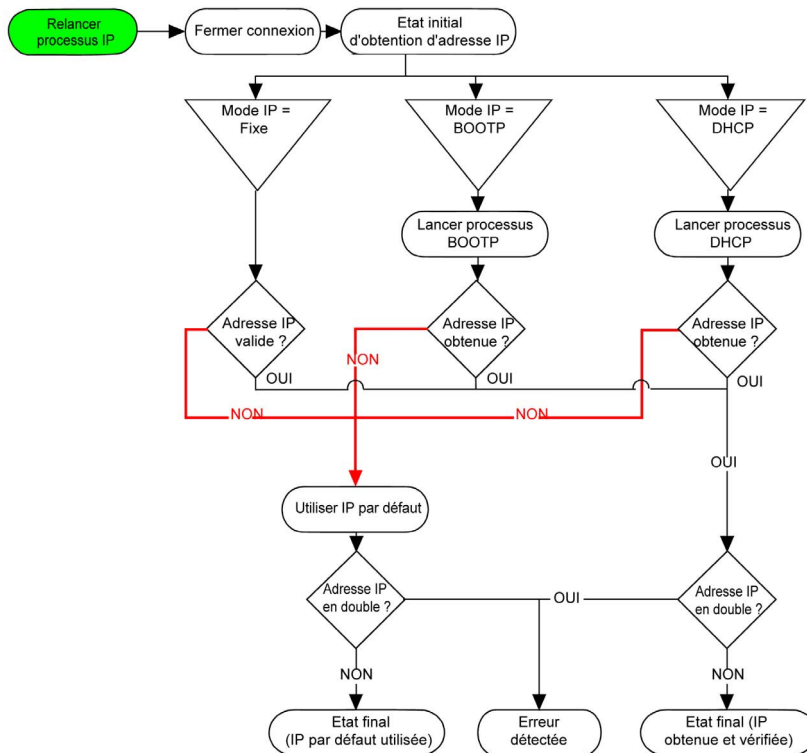 Relancer
processus IP
Fermer connexion
Etat initial
d'obtention d'adresse IP
Mode IP =
Fixe
Mode IP =
BOOTP
Mode IP =
DHCP
Lancer processus
BOOTP
Lancer processus
DHCP
Adresse IP
valide ?
Adresse IP
obtenue ?
Adresse IP
obtenue ?
NON
OUI
OUI
OUI
NON
NON
OUI
Utiliser IP par défaut
Adresse IP
en double ?
OUI
Adresse IP
en double ?
NON
NON
Etat final
(IP par défaut utilisée)
Erreur
détectée
Etat final (IP
obtenue et vérifiée)